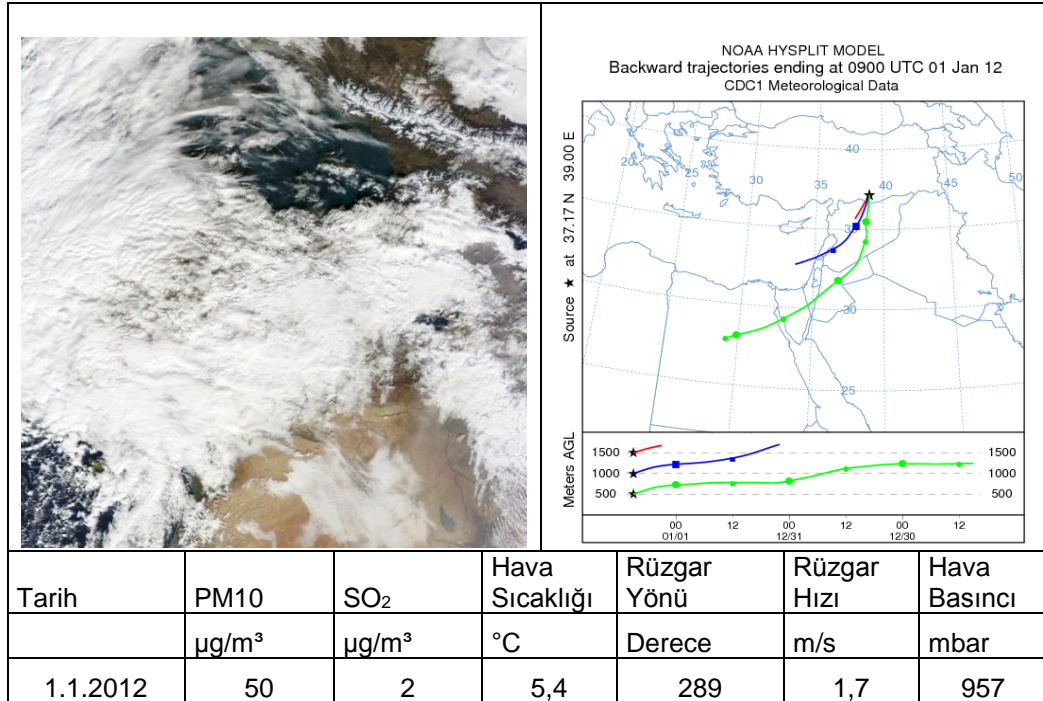 NOAA HYSPLIT MODEL
Backward trajectories ending at 0900 UTC 01 Jan 12
CDC1 Meteorological Data
Source ★ at 37.17 N 39.00 E
20
25
30
35
40
45
50
40
35
30
25
Meters AGL
1500 1500
1000 1000
500 500
00 12 00 12 00 12
01/01 12/31 12/30
Tarih PM10 SO₂ Hava Sıcaklığı Rüzgar Yönü Rüzgar Hızı Hava Basıncı
µg/m³ µg/m³ °C Derece m/s mbar
1.1.2012 50 2 5,4 289 1,7 957